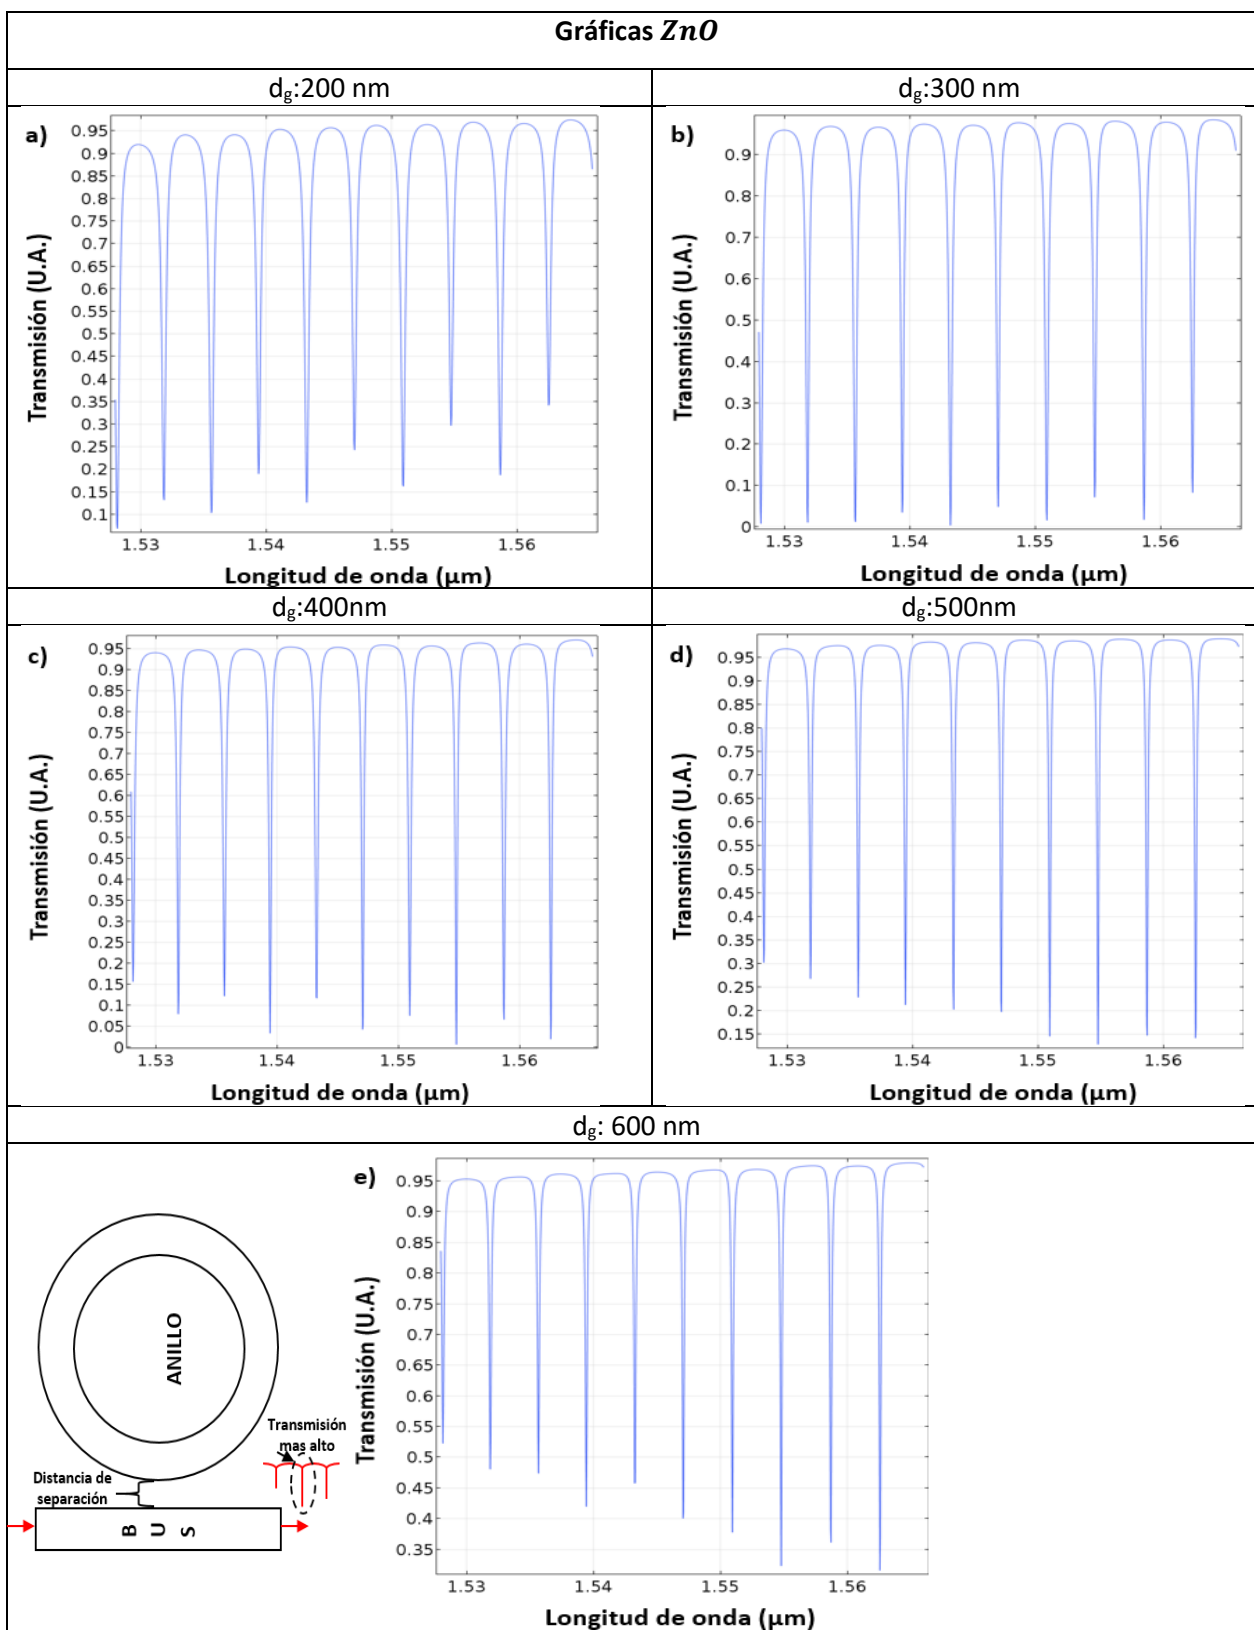 Gráficas ZnO
dg:200 nm
dg:300 nm
a)
Transmisión (U.A.)
0.95
0.9
0.85
0.8
0.75
0.7
0.65
0.6
0.55
0.5
0.45
0.4
0.35
0.3
0.25
0.2
0.15
0.1
1.53 1.54 1.55 1.56
Longitud de onda (μm)
b)
Transmisión (U.A.)
0.9
0.8
0.7
0.6
0.5
0.4
0.3
0.2
0.1
0
1.53 1.54 1.55 1.56
Longitud de onda (μm)
dg:400nm
dg:500nm
c)
Transmisión (U.A.)
0.95
0.9
0.85
0.8
0.75
0.7
0.65
0.6
0.55
0.5
0.45
0.4
0.35
0.3
0.25
0.2
0.15
0.1
0.05
0
1.53 1.54 1.55 1.56
Longitud de onda (μm)
d)
Transmisión (U.A.)
0.95
0.9
0.85
0.8
0.75
0.7
0.65
0.6
0.55
0.5
0.45
0.4
0.35
0.3
0.25
0.2
0.15
1.53 1.54 1.55 1.56
Longitud de onda (μm)
dg: 600 nm
ANILLO
Transmisión
mas alto
Distancia de
separación
BUS
e)
Transmisión (U.A.)
0.95
0.9
0.85
0.8
0.75
0.7
0.65
0.6
0.55
0.5
0.45
0.4
0.35
1.53 1.54 1.55 1.56
Longitud de onda (μm)